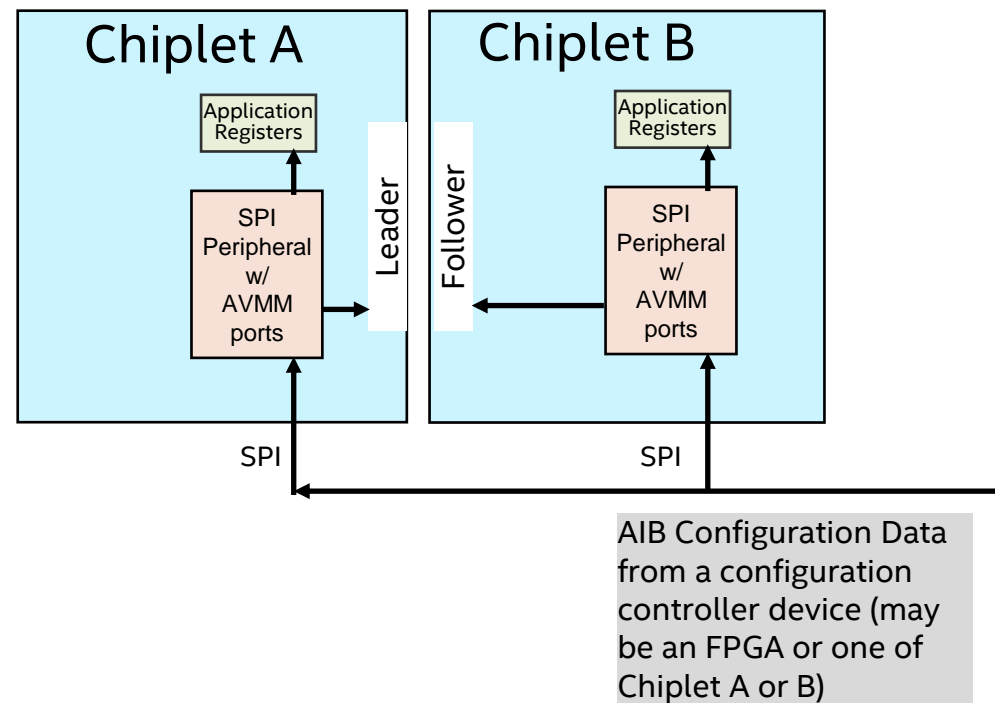 Chiplet A
Application
Registers
SPI
Peripheral
w/
AVMM
ports
Leader
SPI
Chiplet B
Application
Registers
Follower
SPI
Peripheral
w/
AVMM
ports
SPI
AIB Configuration Data
from a configuration
controller device (may
be an FPGA or one of
Chiplet A or B)